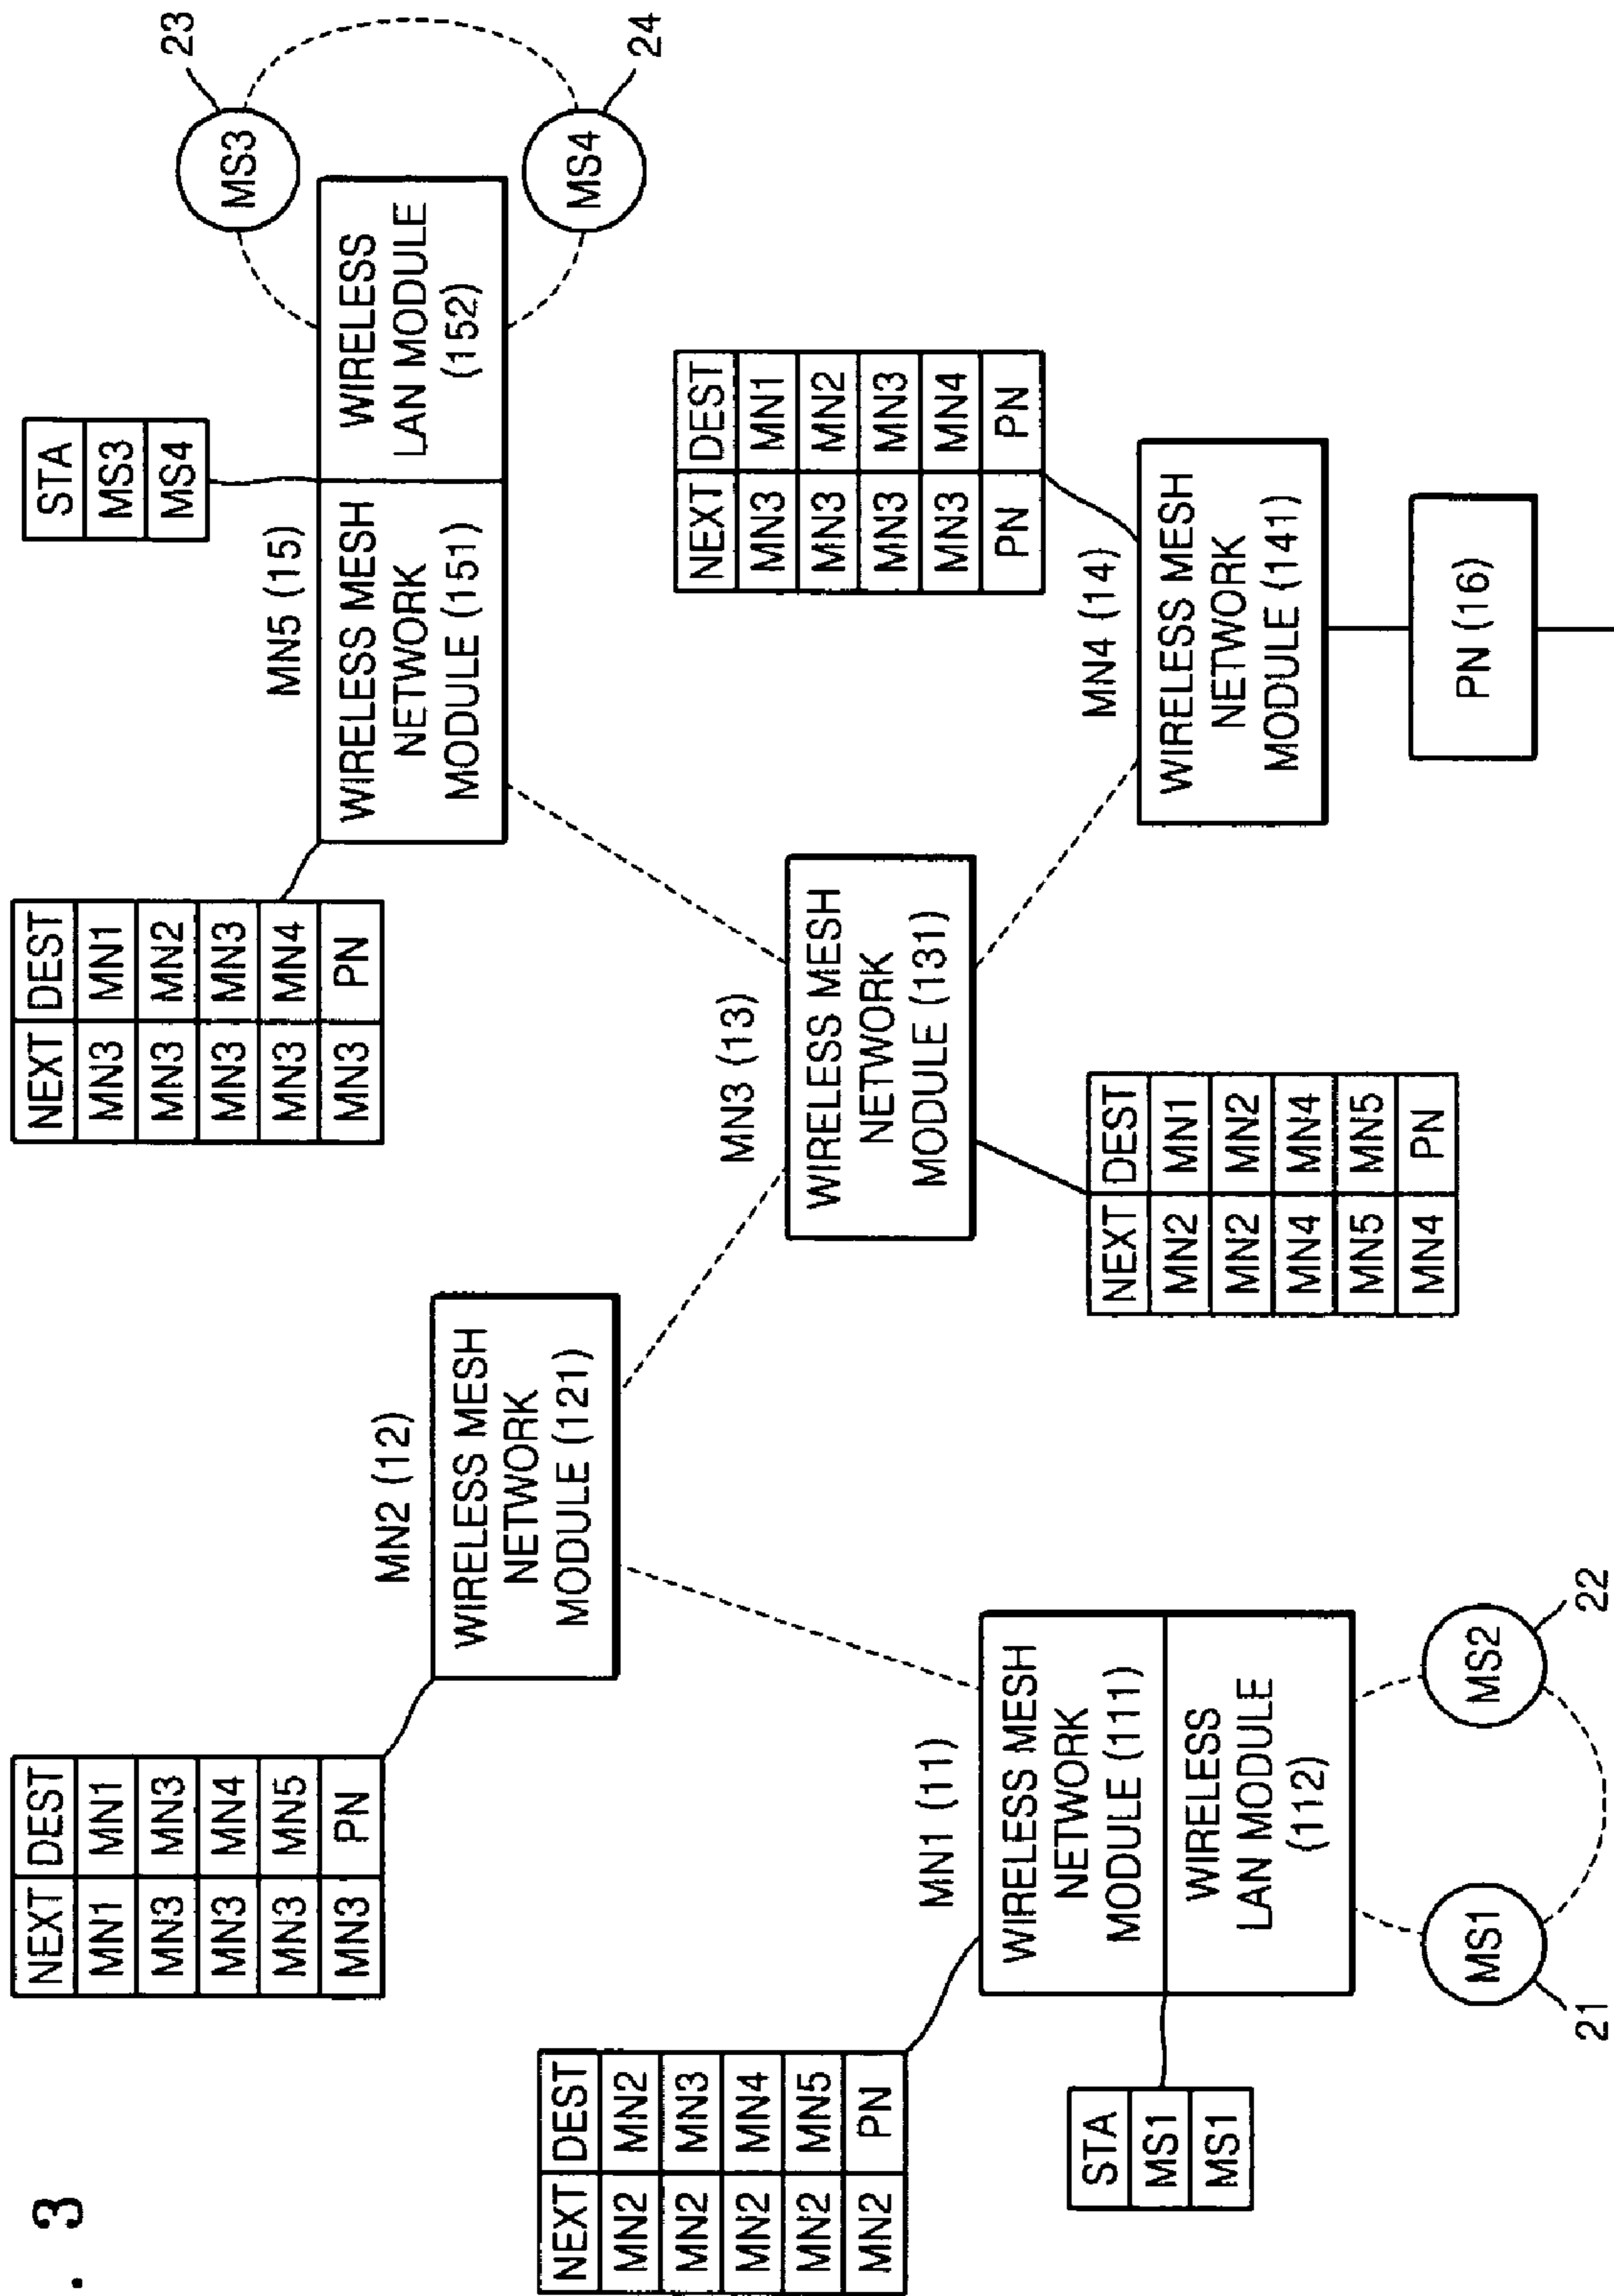 . 3
NEXT DEST
MN1 MN1
MN3 MN3
MN3 MN4
MN3 MN5
MN3 PN
NEXT DEST
MN3 MN1
MN3 MN2
MN3 MN3
MN3 MN4
MN3 PN
STA
MS3
MS4
MN5 (15)
WIRELESS MESH
NETWORK
MODULE (151)
WIRELESS
LAN MODULE
(152)
MS3
23
MS4
24
MN2 (12)
WIRELESS MESH
NETWORK
MODULE (121)
NEXT DEST
MN2 MN2
MN2 MN3
MN2 MN4
MN2 MN5
MN2 PN
MN3 (13)
WIRELESS MESH
NETWORK
MODULE (131)
NEXT DEST
MN3 MN1
MN3 MN2
MN3 MN3
MN3 MN4
PN PN
MN1 (11)
WIRELESS MESH
NETWORK
MODULE (111)
WIRELESS
LAN MODULE
(112)
STA
MS1
MS1
NEXT DEST
MN2 MN1
MN2 MN2
MN4 MN4
MN5 MN5
MN4 PN
MN4 (14)
WIRELESS MESH
NETWORK
MODULE (141)
PN (16)
MS1
21
MS2
22